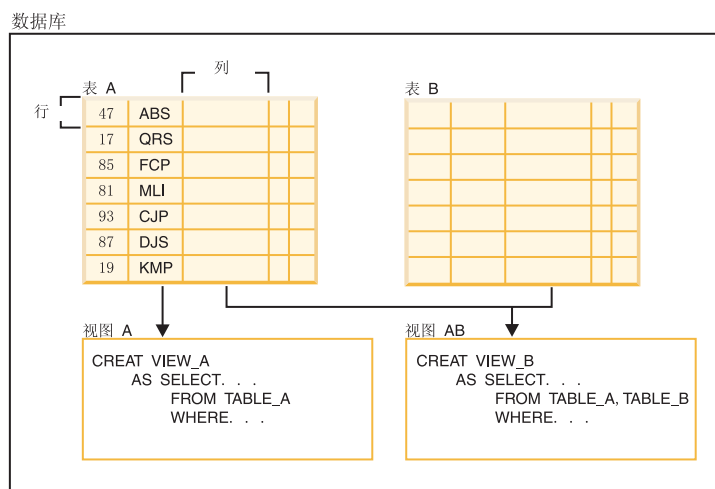 数据库
列
表 A
表 B
行
47 ABS
17 QRS
85 FCP
81 MLI
93 CJP
87 DJS
19 KMP
视图 A
CREAT VIEW_A
AS SELECT. . .
FROM TABLE_A
WHERE. . .
视图 AB
CREAT VIEW_B
AS SELECT. . .
FROM TABLE_A, TABLE_B
WHERE. . .